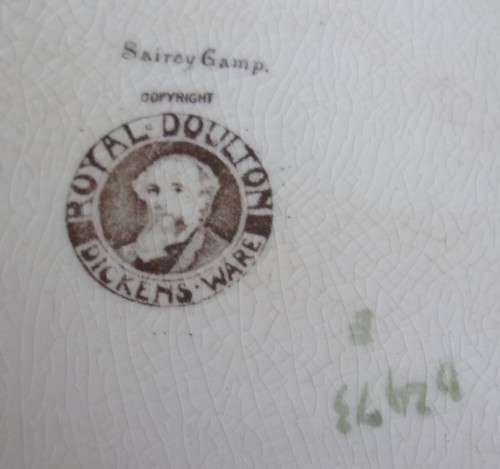 Sairey Gamp.
COPYRIGHT
ROYAL · DOULTON
DICKENS · WARE